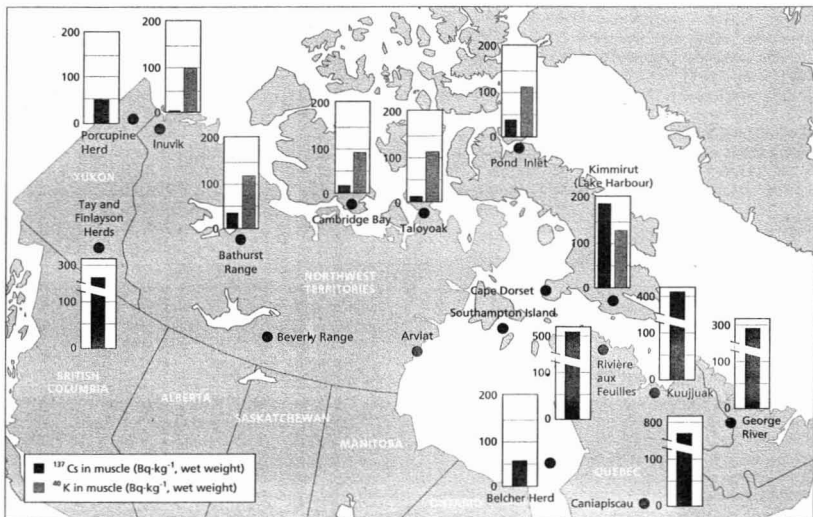 200
100
0
Porcupine
Herd
200
100
0
Inuvik
YUKON
Tay and
Finlayson
Herds
300
100
0
200
100
0
Bathurst
Range
200
100
0
Cambridge Bay
200
100
0
Taloyoak
200
100
0
Pond Inlet
Kimmirut
(Lake Harbour)
200
100
0
NORTHWEST
TERRITORIES
Cape Dorset
Southampton Island
Beverly Range
Arviat
500
100
0
Rivière
aux
Feuilles
400
100
0
Kuujjuak
300
100
0
George
River
BRITISH
COLUMBIA
ALBERTA
SASKATCHEWAN
MANITOBA
ONTARIO
QUÉBEC
200
100
0
Belcher Herd
800
100
0
Caniapiscau
¹³⁷Cs in muscle (Bq·kg⁻¹, wet weight)
⁴⁰K in muscle (Bq·kg⁻¹, wet weight)